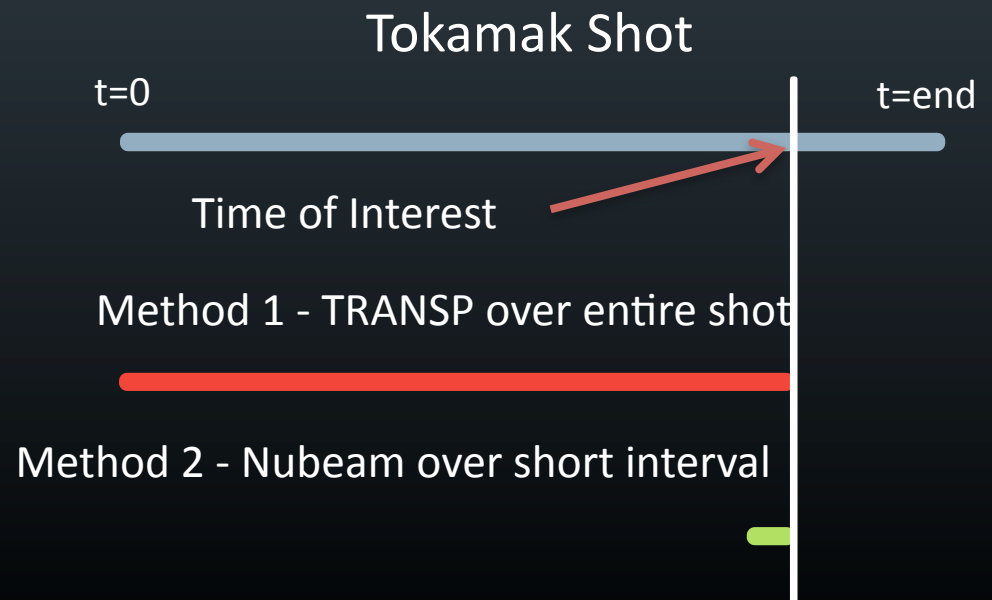 Tokamak Shot
t=0
t=end
Time of Interest
Method 1 - TRANSP over entire shot
Method 2 - Nubeam over short interval